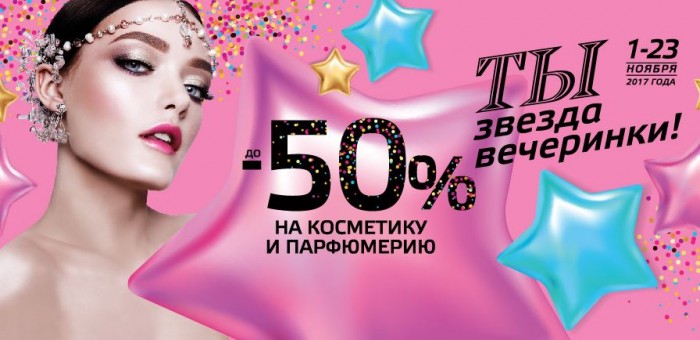 ТЫ
звезда
вечеринки!
1-23
НОЯБРЯ
2017 ГОДА
до
-50%
НА КОСМЕТИКУ
И ПАРФЮМЕРИЮ